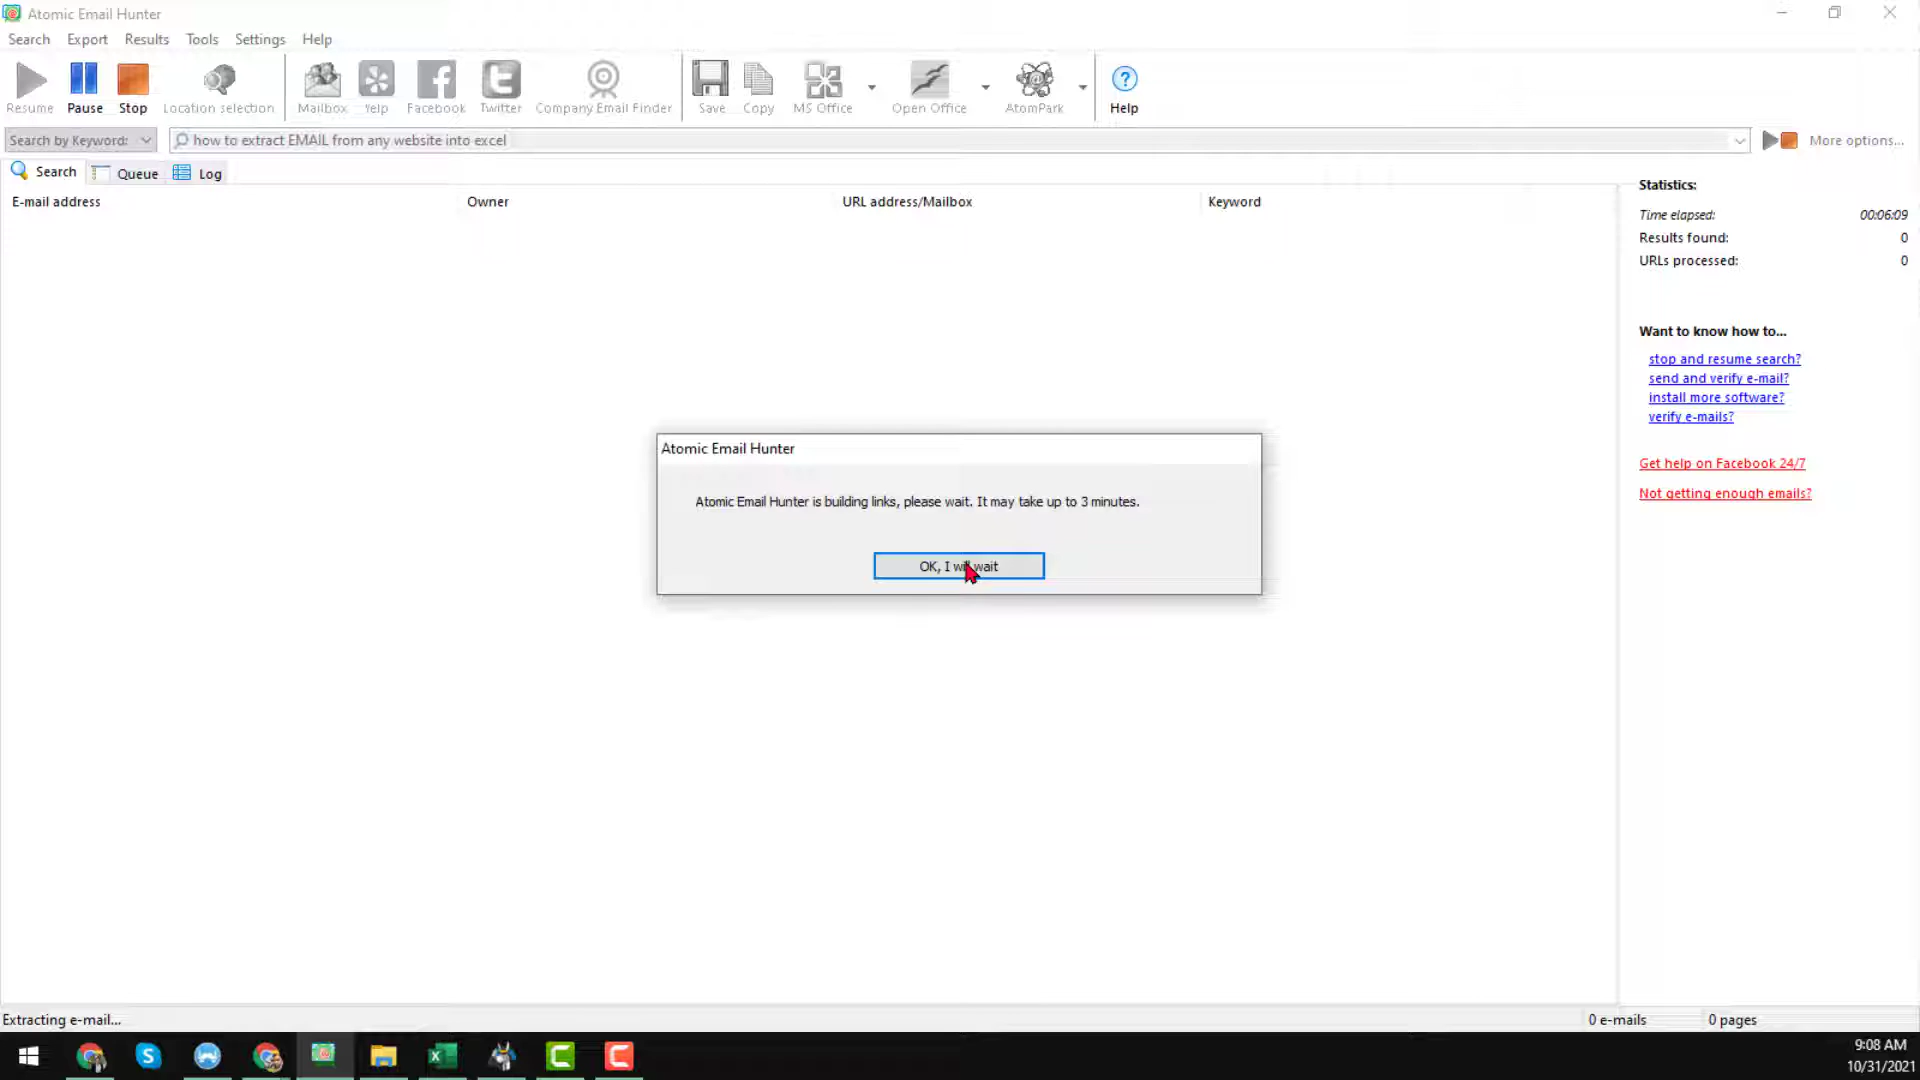 Atomic Email Hunter
Search Export Results Tools Settings Help
Resume Pause Stop Location selection Mailbox Yelp Facebook Twitter Company Email Finder Save Copy MS Office Open Office AtomPark Help
Search by Keyword: how to extract EMAIL from any website into excel More options...
Search Queue Log
E-mail address Owner URL address/Mailbox Keyword
Statistics:
Time elapsed: 00:06:09
Results found: 0
URLs processed: 0
Want to know how to...
stop and resume search?
send and verify e-mail?
install more software?
verify e-mails?
Get help on Facebook 24/7
Not getting enough emails?
Atomic Email Hunter
Atomic Email Hunter is building links, please wait. It may take up to 3 minutes.
OK, I will wait
Extracting e-mail... 0 e-mails 0 pages
9:08 AM
10/31/2021